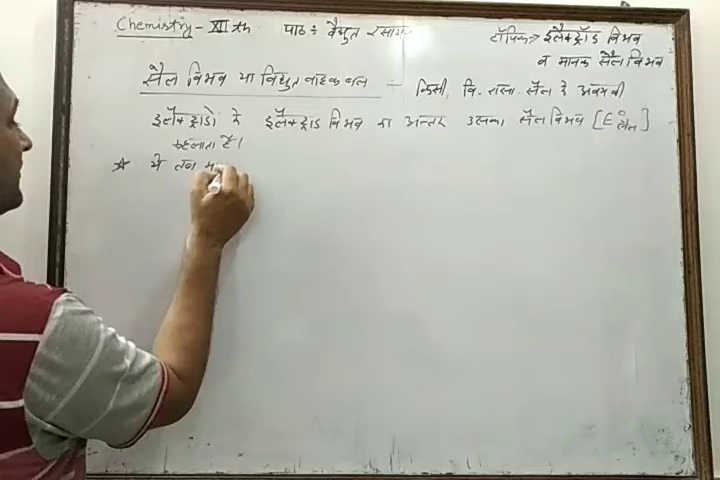 Chemistry - XII th पाठ ÷ वैद्युत रसायन टॉपिक → इलैक्ट्रॉड विभव
व मानक सैल विभव
सैल विभव या विद्युत वाहक बल - किसी वि. रासा. सैल के अवयवी
इलैक्ट्राडो के इलैक्ट्राड विभव का अन्तर उसका सैल विभव [E° सैल]
कहलाता है।
☆ ये तब म